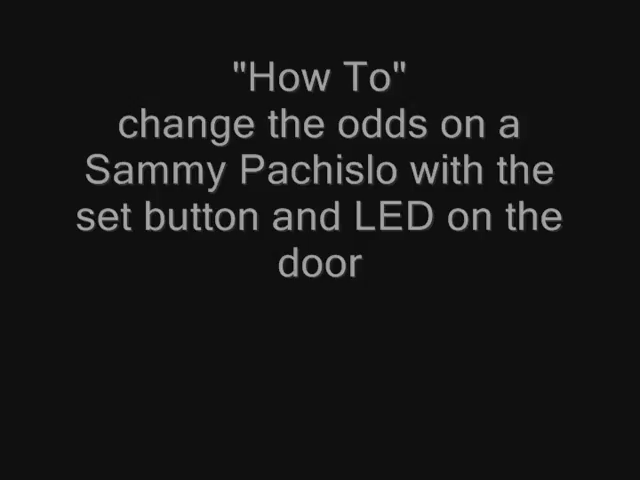 "How To"
change the odds on a
Sammy Pachislo with the
set button and LED on the
door